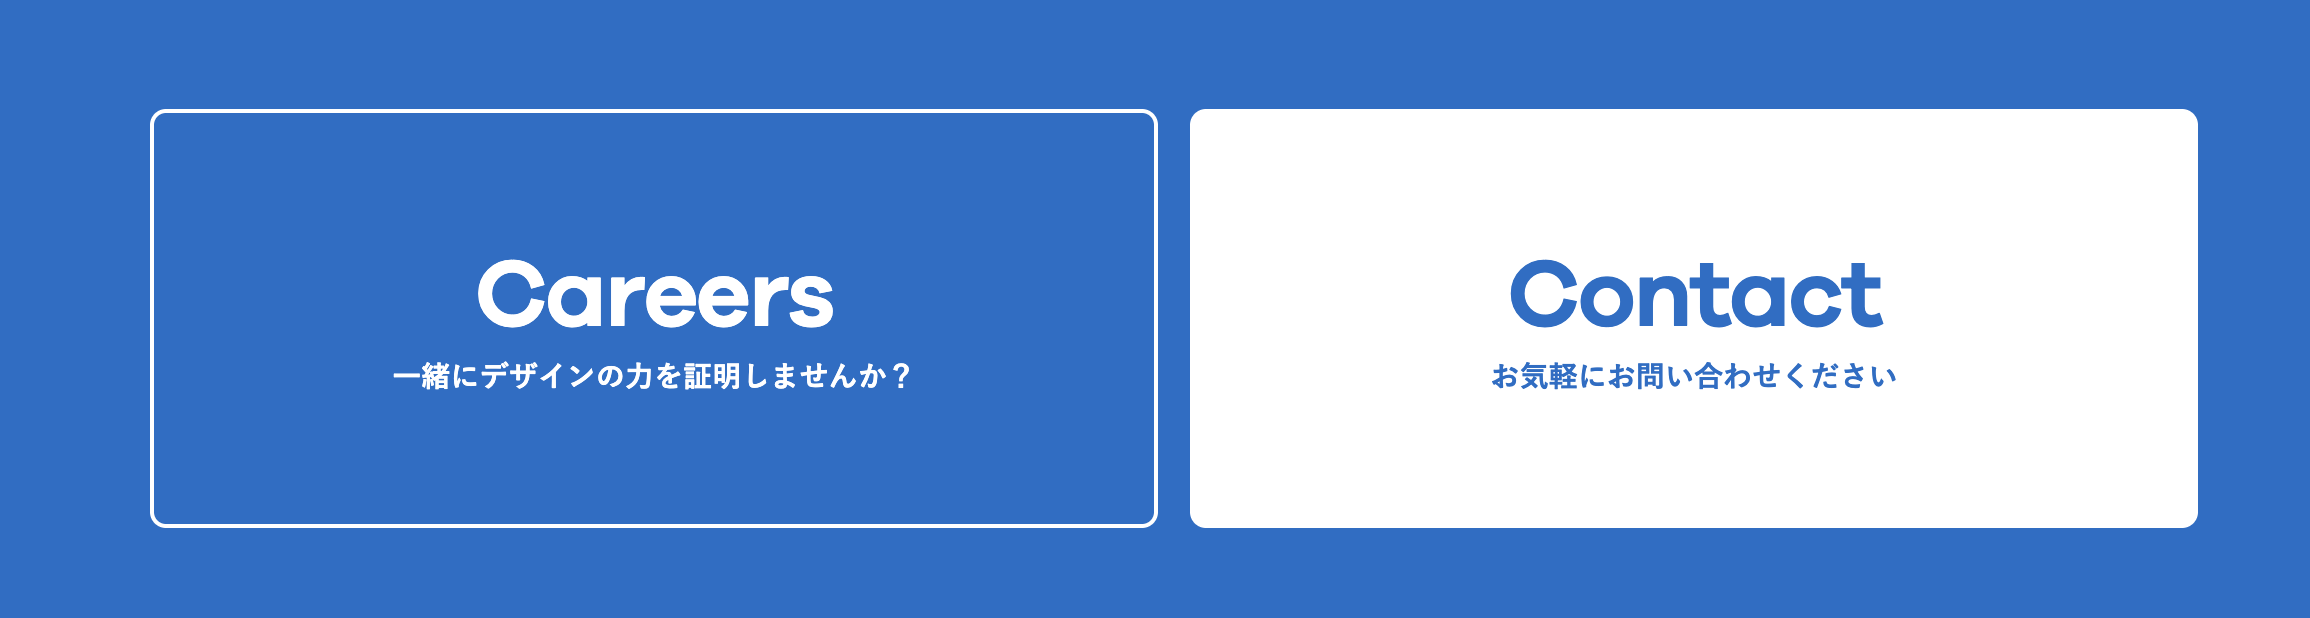 Careers
一緒にデザインの力を証明しませんか？
Contact
お気軽にお問い合わせください